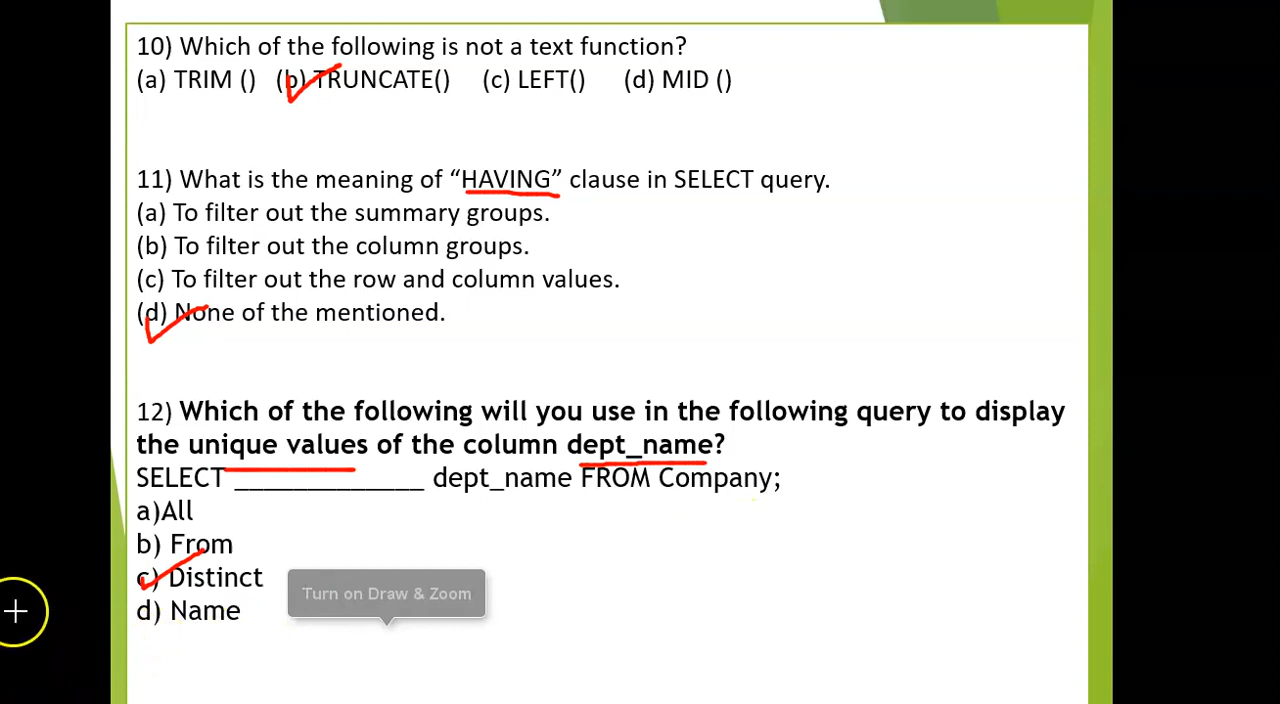 10) Which of the following is not a text function?
(a) TRIM () (b) TRUNCATE() (c) LEFT() (d) MID ()
11) What is the meaning of “HAVING” clause in SELECT query.
(a) To filter out the summary groups.
(b) To filter out the column groups.
(c) To filter out the row and column values.
(d) None of the mentioned.
12) Which of the following will you use in the following query to display
the unique values of the column dept_name?
SELECT _____________ dept_name FROM Company;
a)All
b) From
c) Distinct
Turn on Draw & Zoom
d) Name